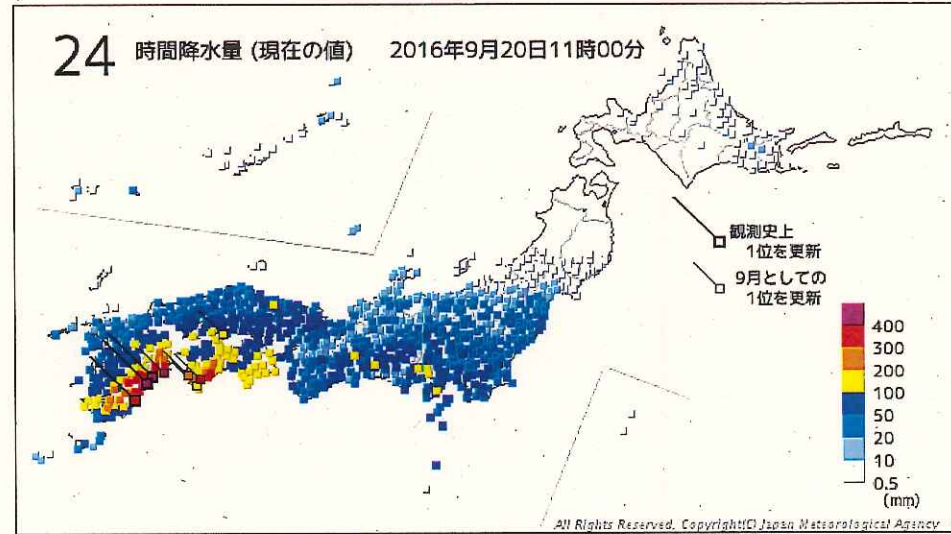 24 時間降水量 (現在の値) 2016年9月20日11時00分
観測史上
1位を更新
9月としての
1位を更新
400
300
200
100
50
20
10
0.5
(mm)
All Rights Reserved. Copyright(C) Japan Meteorological Agency